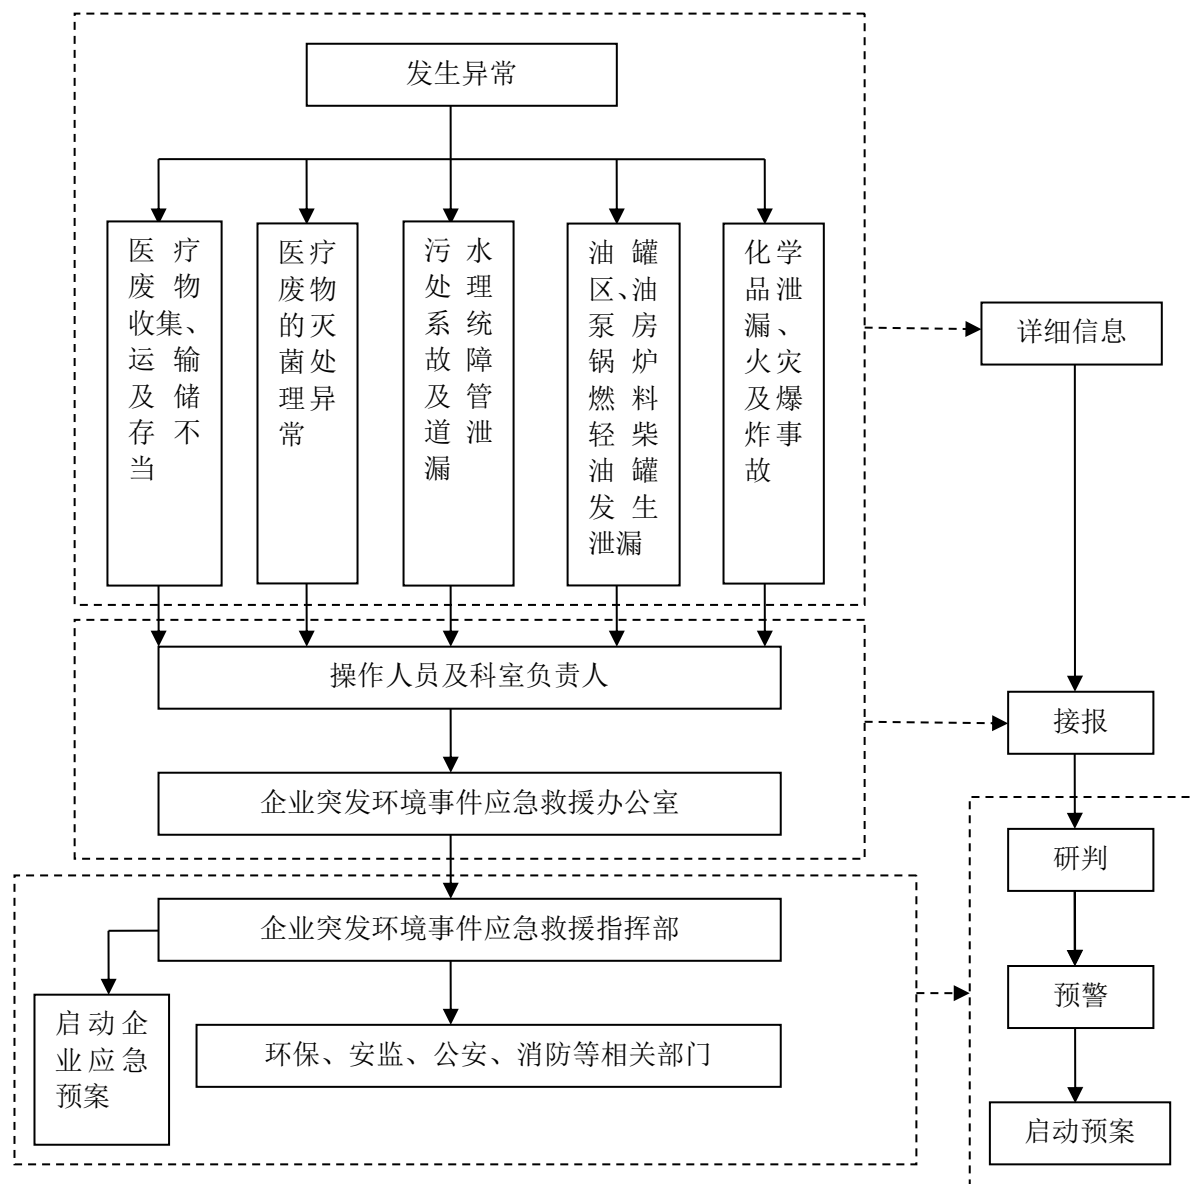 发生异常
医疗
废物
收集、
运输
及储
存不
当
医疗
废物
的灭
菌处
理异
常
污水
处理
系统
故障
及管
道泄
漏
油罐
区、油
泵房
锅炉
燃料
轻柴
油罐
发生
泄漏
化学
品泄
漏、
火灾
及爆
炸事
故
详细信息
操作人员及科室负责人
接报
企业突发环境事件应急救援办公室
研判
企业突发环境事件应急救援指挥部
预警
启动企
业应急
预案
环保、安监、公安、消防等相关部门
启动预案